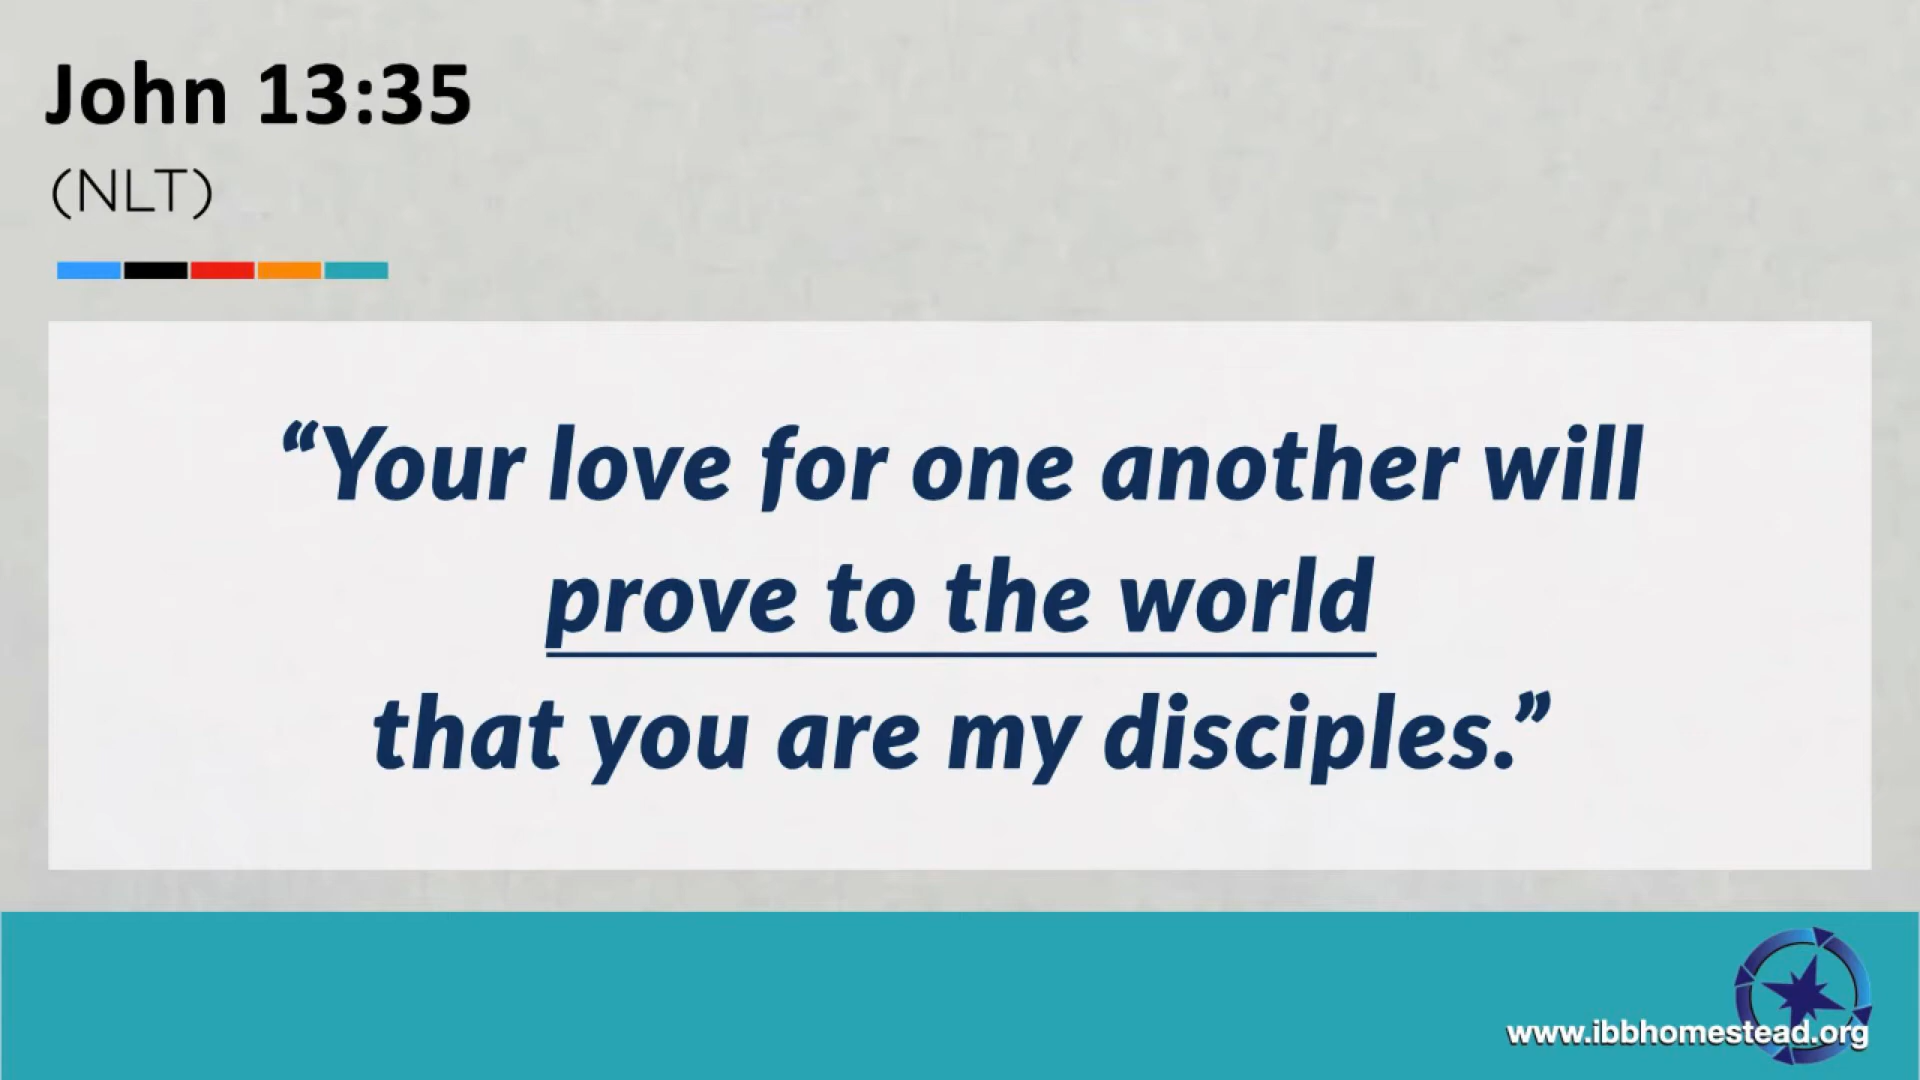 John 13:35
(NLT)
“Your love for one another will
prove to the world
that you are my disciples.”
www.ibbhomestead.org